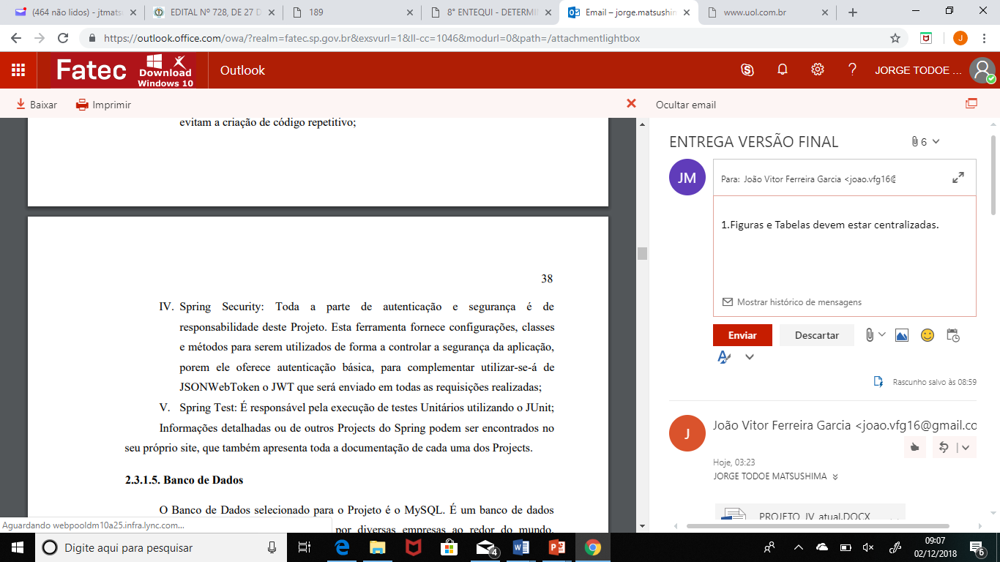 (464 não lidos) - jtmats
EDITAL Nº 728, DE 27 D
189
8° ENTEQUI - DETERMI
Email – jorge.matsushin
www.uol.com.br
https://outlook.office.com/owa/?realm=fatec.sp.gov.br&exsvurl=1&ll-cc=1046&modurl=0&path=/attachmentlightbox
J
Fatec
Download
Windows 10
Outlook
JORGE TODOE ...
Baixar
Imprimir
Ocultar email
evitam a criação de código repetitivo;
38
IV. Spring Security: Toda a parte de autenticação e segurança é de
responsabilidade deste Projeto. Esta ferramenta fornece configurações, classes
e métodos para serem utilizados de forma a controlar a segurança da aplicação,
porem ele oferece autenticação básica, para complementar utilizar-se-á de
JSONWebToken o JWT que será enviado em todas as requisições realizadas;
V. Spring Test: É responsável pela execução de testes Unitários utilizando o JUnit;
Informações detalhadas ou de outros Projects do Spring podem ser encontrados no
seu próprio site, que também apresenta toda a documentação de cada uma dos Projects.
2.3.1.5. Banco de Dados
O Banco de Dados selecionado para o Projeto é o MySQL. É um banco de dados
por diversas empresas ao redor do mundo.
Aguardando webpooldm10a25.infra.lync.com...
ENTREGA VERSÃO FINAL
6
JM
Para: João Vitor Ferreira Garcia <joao.vfg16@
1.Figuras e Tabelas devem estar centralizadas.
Mostrar histórico de mensagens
Enviar
Descartar
Rascunho salvo às 08:59
J
João Vitor Ferreira Garcia <joao.vfg16@gmail.co
Hoje, 03:23
JORGE TODOE MATSUSHIMA
PROJETO_JV_atual.DOCX
Digite aqui para pesquisar
4
09:07
02/12/2018
6